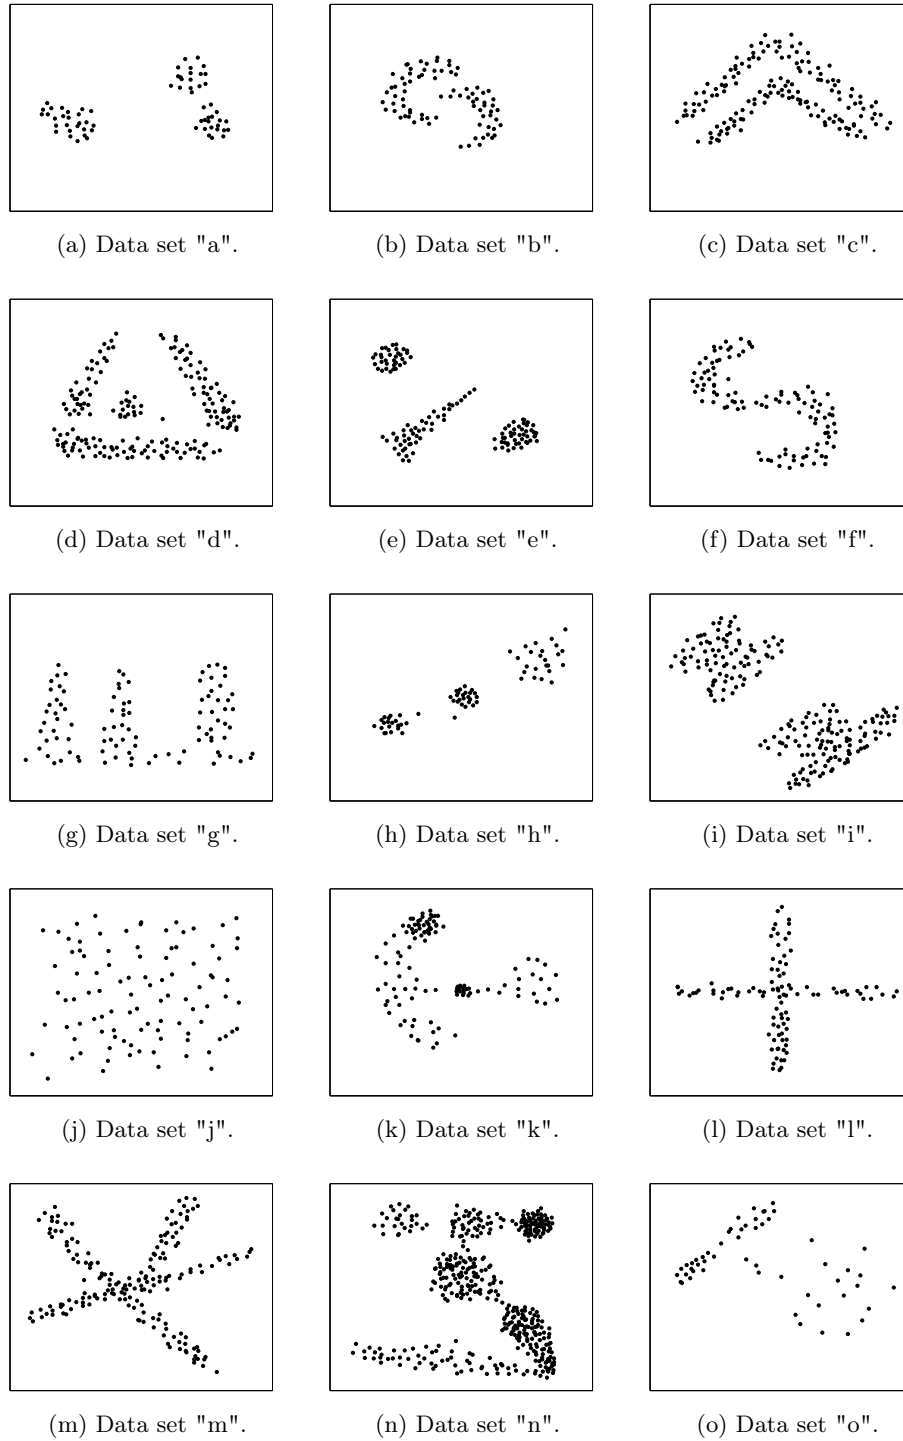 (a) Data set "a".
(b) Data set "b".
(c) Data set "c".
(d) Data set "d".
(e) Data set "e".
(f) Data set "f".
(g) Data set "g".
(h) Data set "h".
(i) Data set "i".
(j) Data set "j".
(k) Data set "k".
(l) Data set "l".
(m) Data set "m".
(n) Data set "n".
(o) Data set "o".